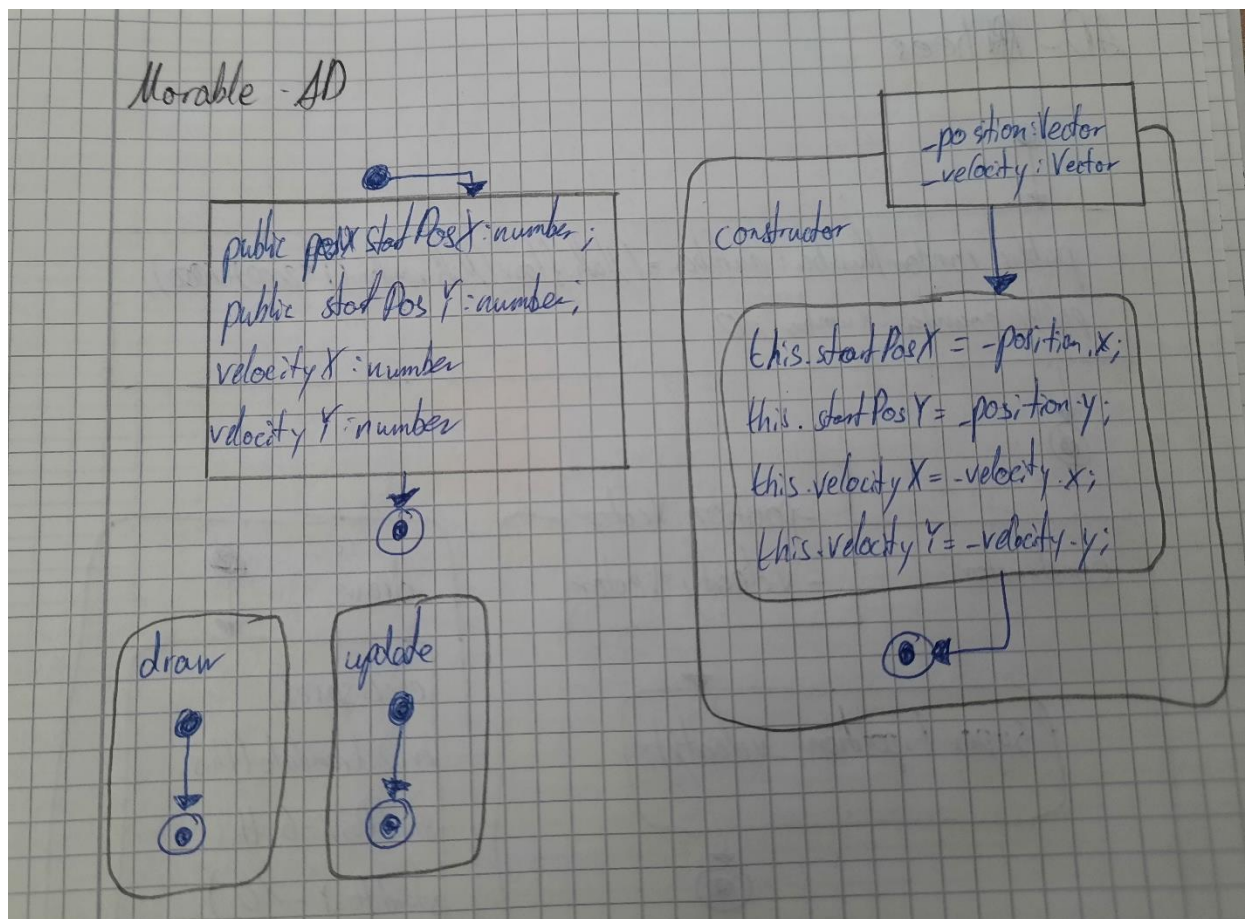 Movable - AD
public startPosX: number;
public startPosY: number;
velocityX: number
velocityY: number
draw
update
_position: Vector
_velocity: Vector
constructor
this.startPosX = _position.x;
this.startPosY = _position.y;
this.velocityX = _velocity.x;
this.velocityY = _velocity.y;